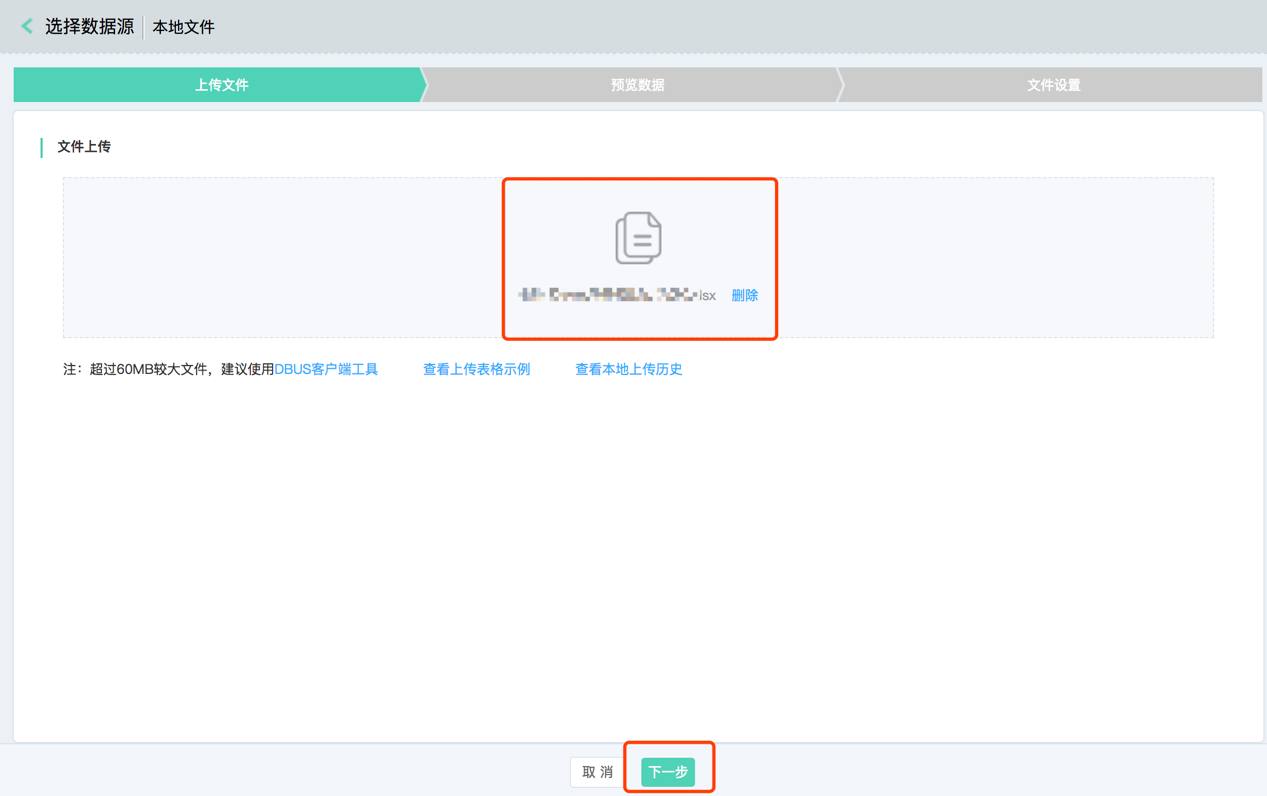 选择数据源 本地文件
上传文件 预览数据 文件设置
文件上传
lsx 删除
注：超过60MB较大文件，建议使用DBUS客户端工具 查看上传表格示例 查看本地上传历史
取 消 下一步